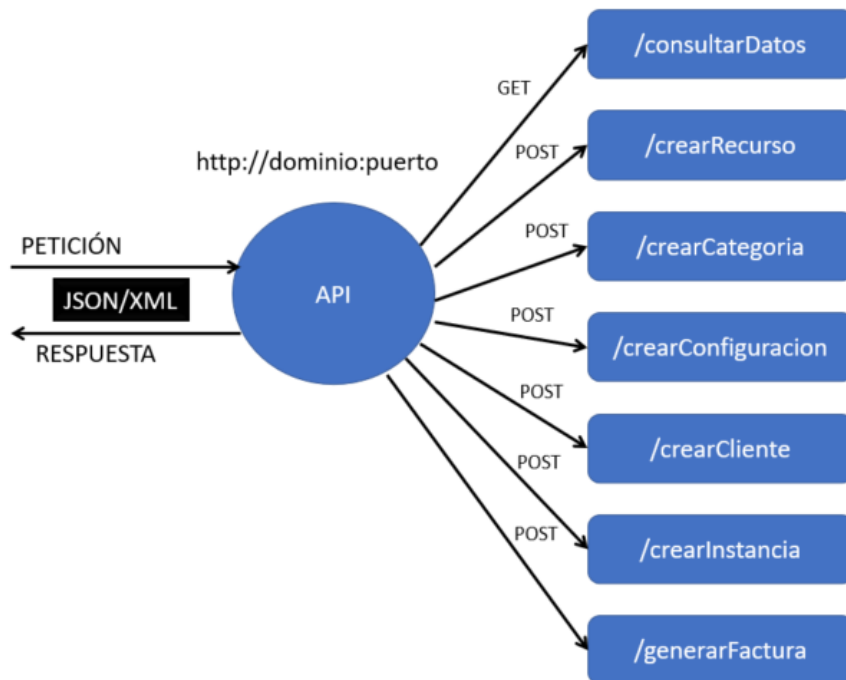 /consultarDatos
GET
/crearRecurso
POST
http://dominio:puerto
/crearCategoria
POST
PETICIÓN
JSON/XML
API
RESPUESTA
POST
/crearConfiguracion
POST
/crearCliente
POST
/crearInstancia
POST
/generarFactura